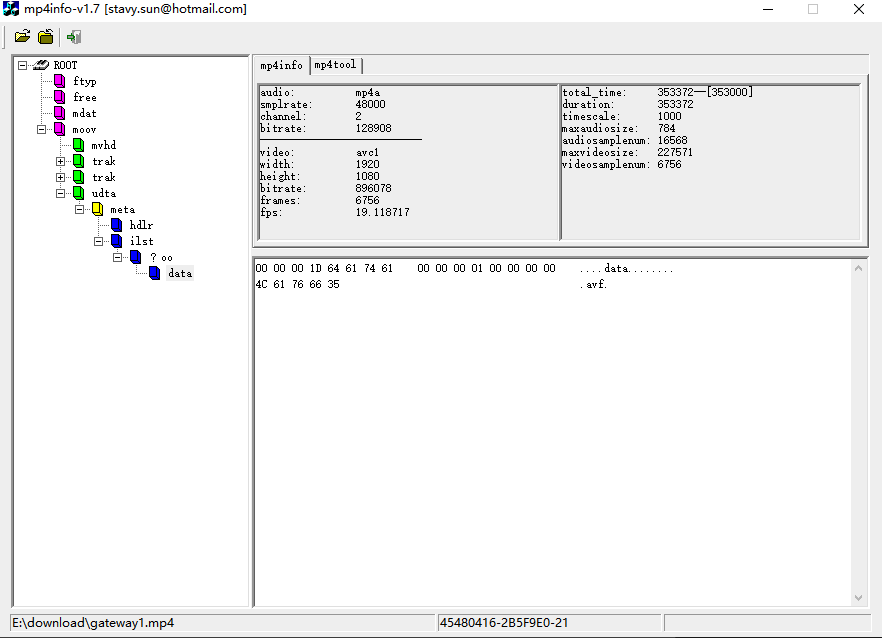 mp4info-v1.7 [stavy.sun@hotmail.com]
ROOT
ftyp
free
mdat
moov
mvhd
trak
trak
udta
meta
hdlr
ilst
? oo
data
mp4info
mp4tool
audio: mp4a
smplrate: 48000
channel: 2
bitrate: 128908
video: avc1
width: 1920
height: 1080
bitrate: 896078
frames: 6756
fps: 19.118717
total_time: 353372--[353000]
duration: 353372
timescale: 1000
maxaudiosize: 784
audiosamplenum: 16568
maxvideosize: 227571
videosamplenum: 6756
00 00 00 1D 64 61 74 61 00 00 00 01 00 00 00 00 ....data........
4C 61 76 66 35 .avf.
E:\download\gateway1.mp4
45480416-2B5F9E0-21